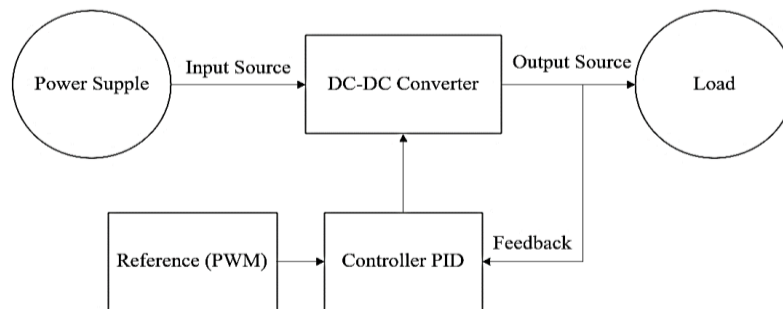 Power Supple
Input Source
DC-DC Converter
Output Source
Load
Reference (PWM)
Controller PID
Feedback